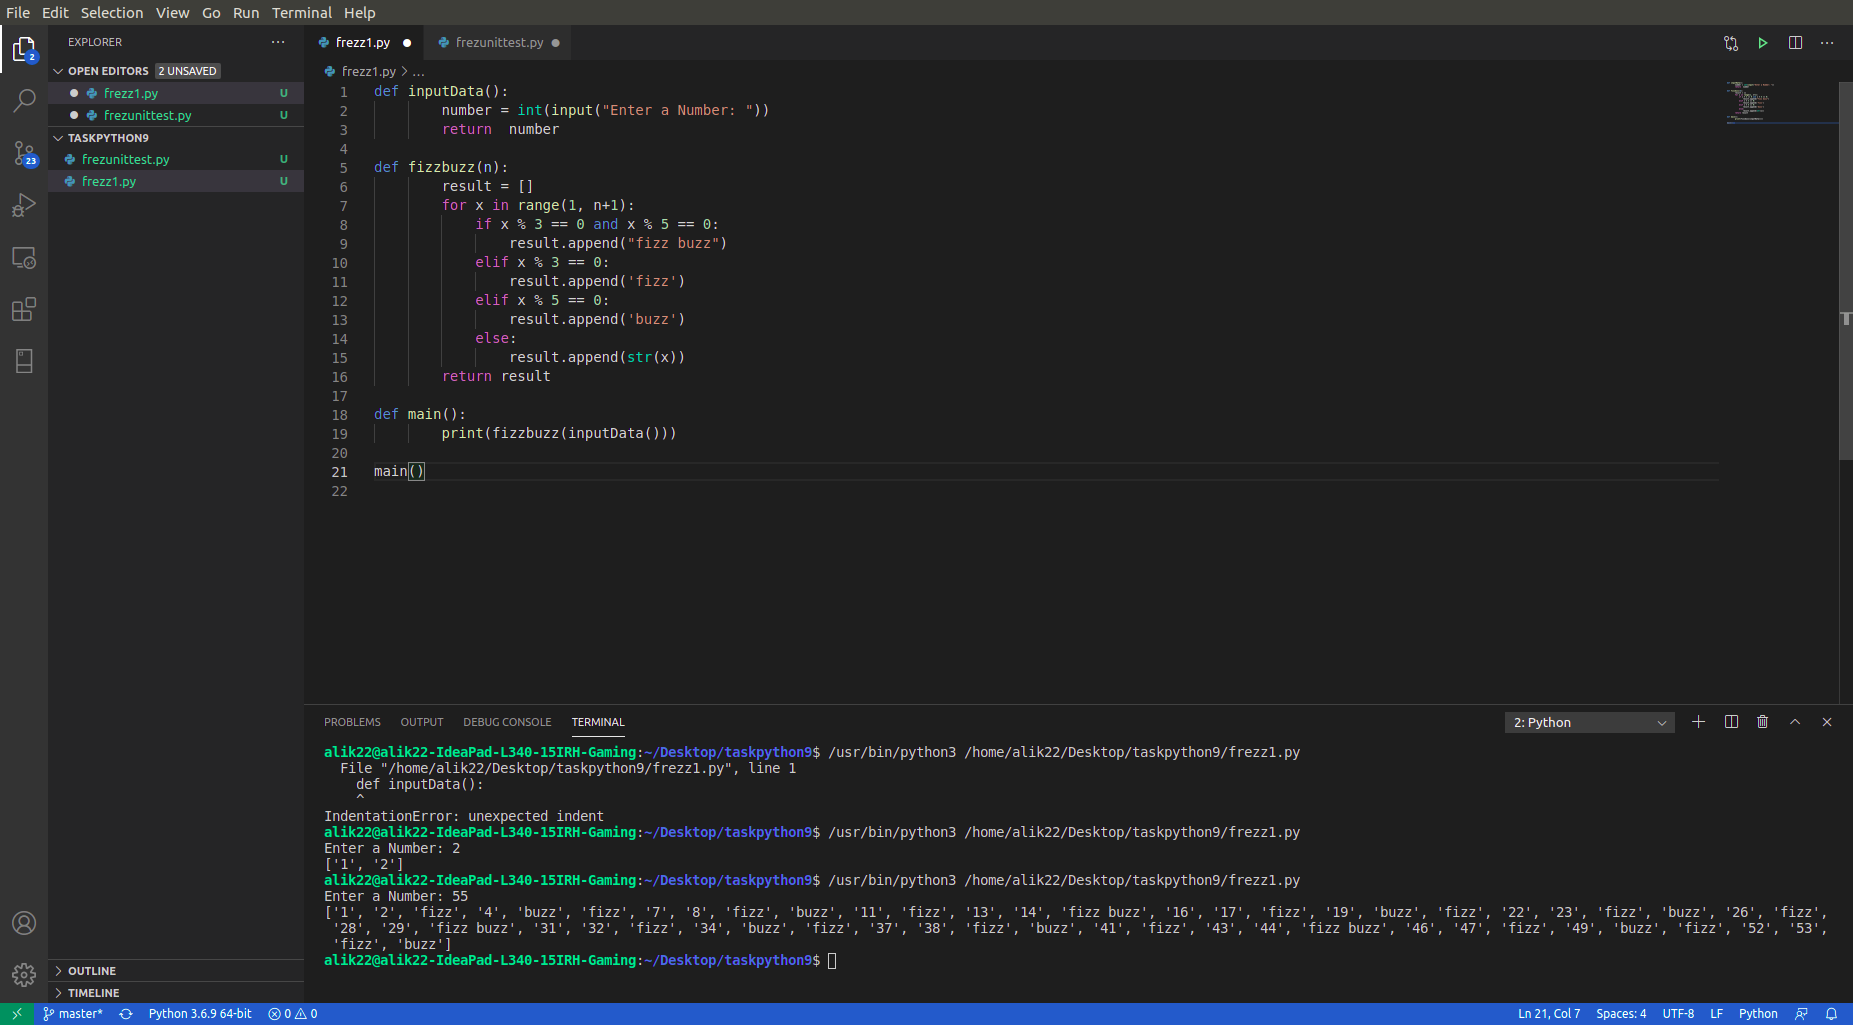 File Edit Selection View Go Run Terminal Help
EXPLORER ...
OPEN EDITORS 2 UNSAVED
frezz1.py U
frezunittest.py U
TASKPYTHON9
frezunittest.py U
frezz1.py U
OUTLINE
TIMELINE
2
23
frezz1.py frezunittest.py
frezz1.py > ...
1 def inputData():
2 number = int(input("Enter a Number: "))
3 return  number
4
5 def fizzbuzz(n):
6 result = []
7 for x in range(1, n+1):
8 if x % 3 == 0 and x % 5 == 0:
9 result.append("fizz buzz")
10 elif x % 3 == 0:
11 result.append('fizz')
12 elif x % 5 == 0:
13 result.append('buzz')
14 else:
15 result.append(str(x))
16 return result
17
18 def main():
19 print(fizzbuzz(inputData()))
20
21 main()
22
PROBLEMS OUTPUT DEBUG CONSOLE TERMINAL 2: Python
alik22@alik22-IdeaPad-L340-15IRH-Gaming:~/Desktop/taskpython9$ /usr/bin/python3 /home/alik22/Desktop/taskpython9/frezz1.py
File "/home/alik22/Desktop/taskpython9/frezz1.py", line 1
def inputData():
^
IndentationError: unexpected indent
alik22@alik22-IdeaPad-L340-15IRH-Gaming:~/Desktop/taskpython9$ /usr/bin/python3 /home/alik22/Desktop/taskpython9/frezz1.py
Enter a Number: 2
['1', '2']
alik22@alik22-IdeaPad-L340-15IRH-Gaming:~/Desktop/taskpython9$ /usr/bin/python3 /home/alik22/Desktop/taskpython9/frezz1.py
Enter a Number: 55
['1', '2', 'fizz', '4', 'buzz', 'fizz', '7', '8', 'fizz', 'buzz', '11', 'fizz', '13', '14', 'fizz buzz', '16', '17', 'fizz', '19', 'buzz', 'fizz', '22', '23', 'fizz', 'buzz', '26', 'fizz',
'28', '29', 'fizz buzz', '31', '32', 'fizz', '34', 'buzz', 'fizz', '37', '38', 'fizz', 'buzz', '41', 'fizz', '43', '44', 'fizz buzz', '46', '47', 'fizz', '49', 'buzz', 'fizz', '52', '53',
'fizz', 'buzz']
alik22@alik22-IdeaPad-L340-15IRH-Gaming:~/Desktop/taskpython9$
master* Python 3.6.9 64-bit 0 0 Ln 21, Col 7 Spaces: 4 UTF-8 LF Python